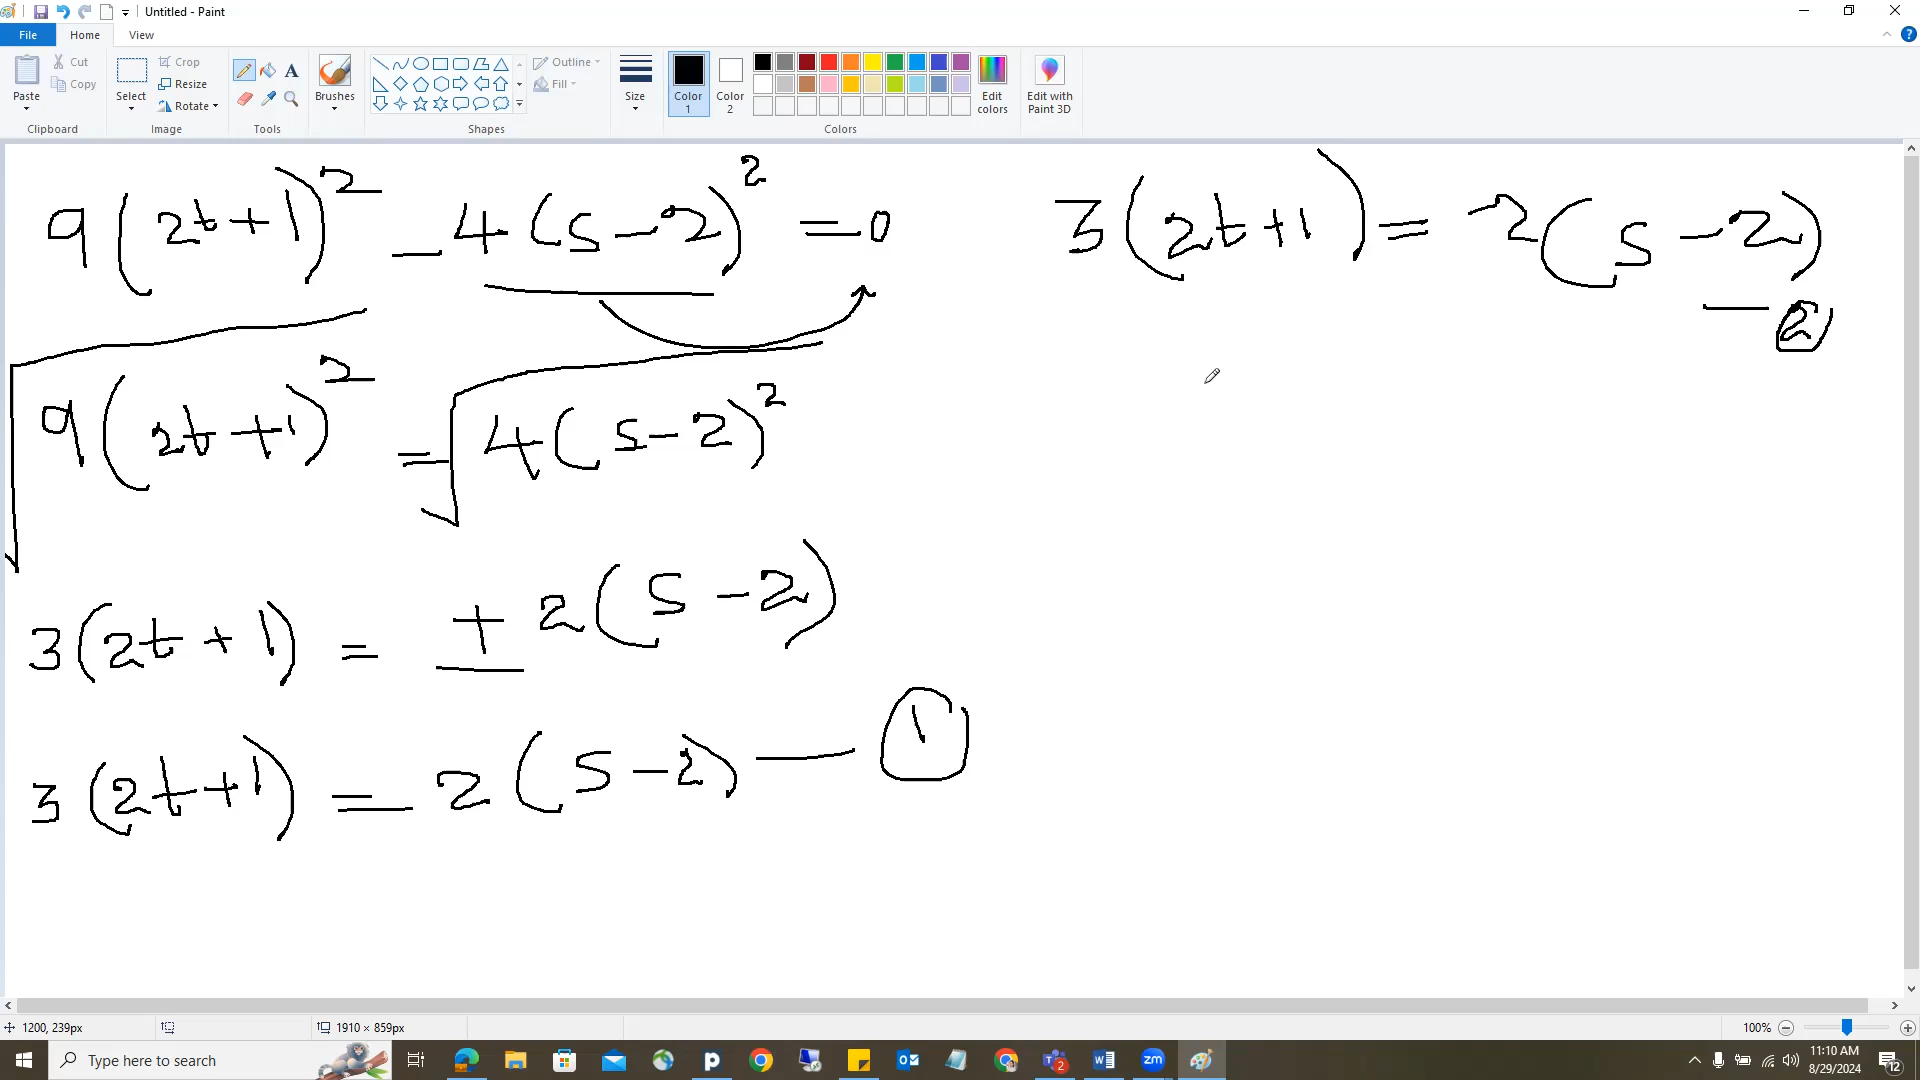 Untitled - Paint
File Home View
Paste Cut Copy Clipboard
Select Crop Resize Rotate Image
Tools
Brushes
Shapes Outline Fill
Size
Color 1 Color 2 Edit colors Colors
Edit with Paint 3D
9(2t+1)² - 4(s-2)² = 0
√9(2t+1)² = √4(s-2)²
3(2t+1) = ± 2(s-2)
3(2t+1) = 2(s-2) — ①
3(2t+1) = -2(s-2)
— ②
1200, 239px 1910 × 859px 100%
Type here to search
zm
11:10 AM
8/29/2024
12